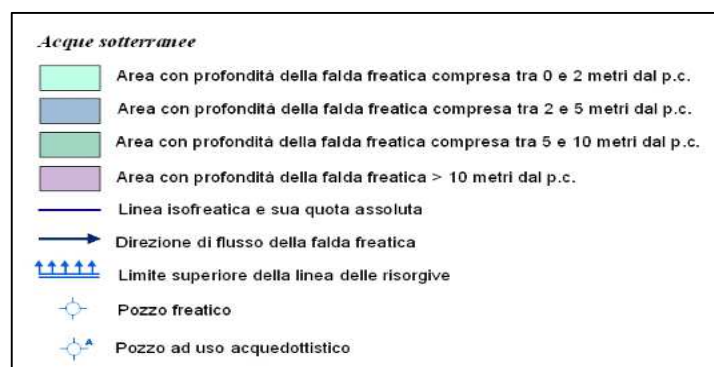 Acque sotterranee
Area con profondità della falda freatica compresa tra 0 e 2 metri dal p.c.
Area con profondità della falda freatica compresa tra 2 e 5 metri dal p.c.
Area con profondità della falda freatica compresa tra 5 e 10 metri dal p.c.
Area con profondità della falda freatica > 10 metri dal p.c.
Linea isofreatica e sua quota assoluta
Direzione di flusso della falda freatica
Limite superiore della linea delle risorgive
Pozzo freatico
A
Pozzo ad uso acquedottistico